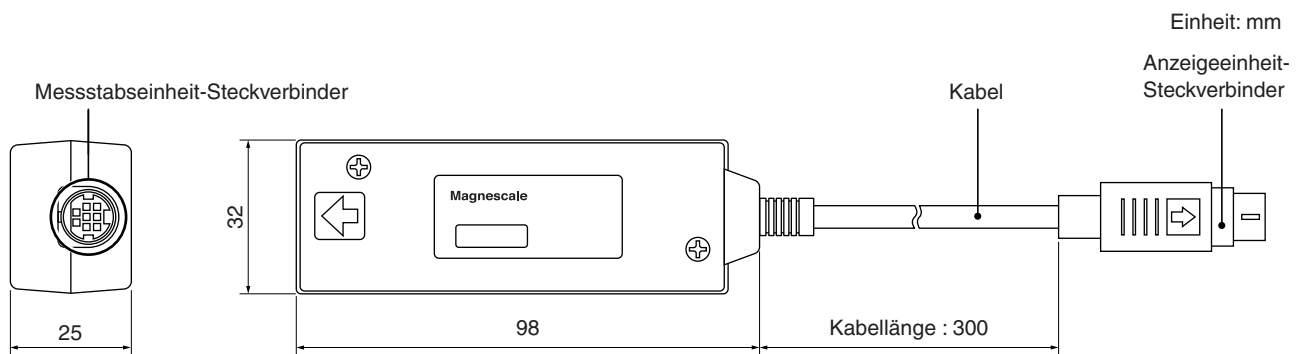 Einheit: mm
Anzeigeeinheit-
Steckverbinder
Messstabseinheit-Steckverbinder
Kabel
Magnescale
32
25
98
Kabellänge : 300